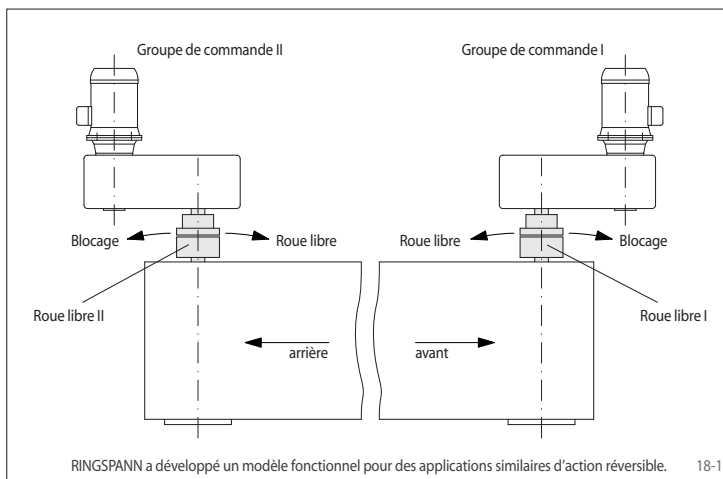 Groupe de commande II
Groupe de commande I
Blocage
Roue libre
Roue libre
Blocage
Roue libre II
Roue libre I
arrière
avant
RINGSPANN a développé un modèle fonctionnel pour des applications similaires d'action réversible.
18-1